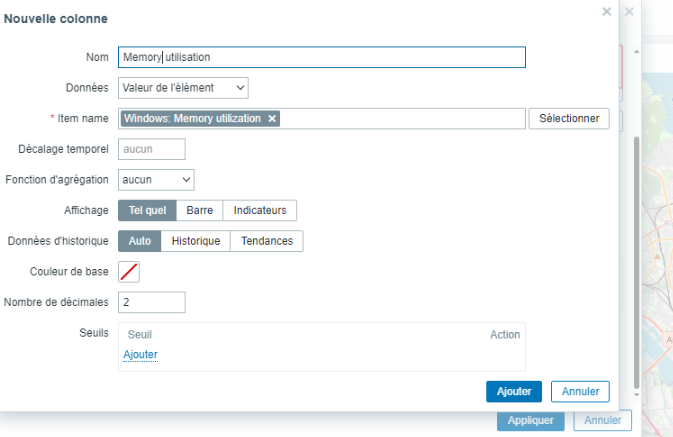 Nouvelle colonne
Nom Memory utilisation
Données Valeur de l'élément
* Item name Windows: Memory utilization Sélectionner
Décalage temporel aucun
Fonction d'agrégation aucun
Affichage Tel quel Barre Indicateurs
Données d'historique Auto Historique Tendances
Couleur de base
Nombre de décimales 2
Seuils Seuil Action
Ajouter
Ajouter Annuler
Appliquer Annuler